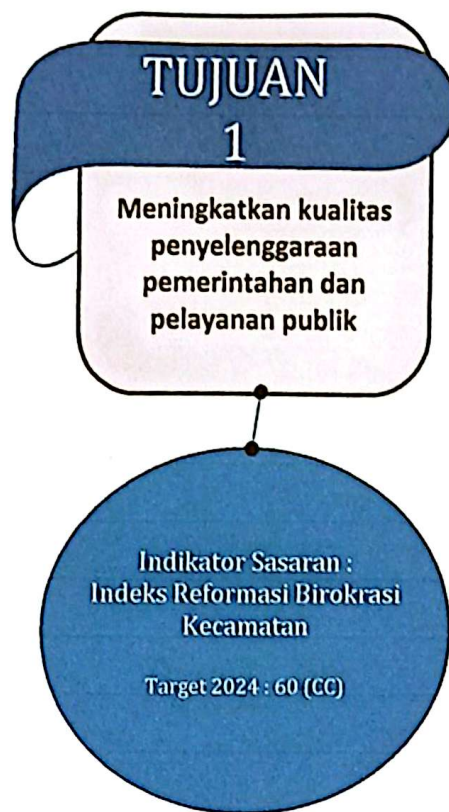 TUJUAN
1
Meningkatkan kualitas
penyelenggaraan
pemerintahan dan
pelayanan publik
Indikator Sasaran :
Indeks Reformasi Birokrasi
Kecamatan
Target 2024 : 60 (CC)